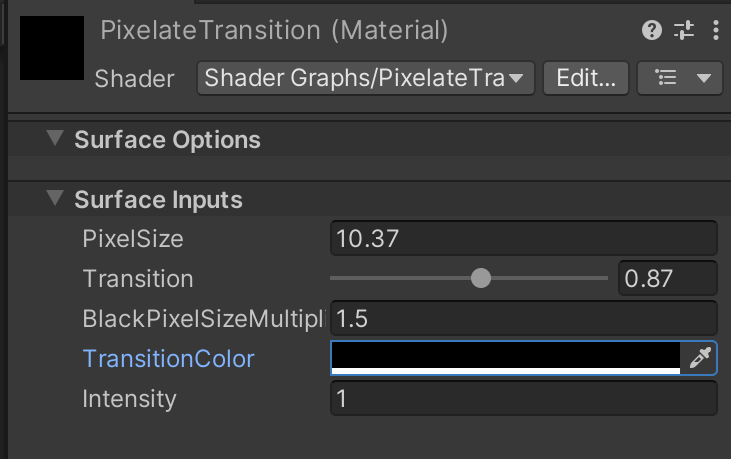 PixelateTransition (Material)
Shader Shader Graphs/PixelateTra Edit...
Surface Options
Surface Inputs
PixelSize 10.37
Transition 0.87
BlackPixelSizeMultipli 1.5
TransitionColor
Intensity 1